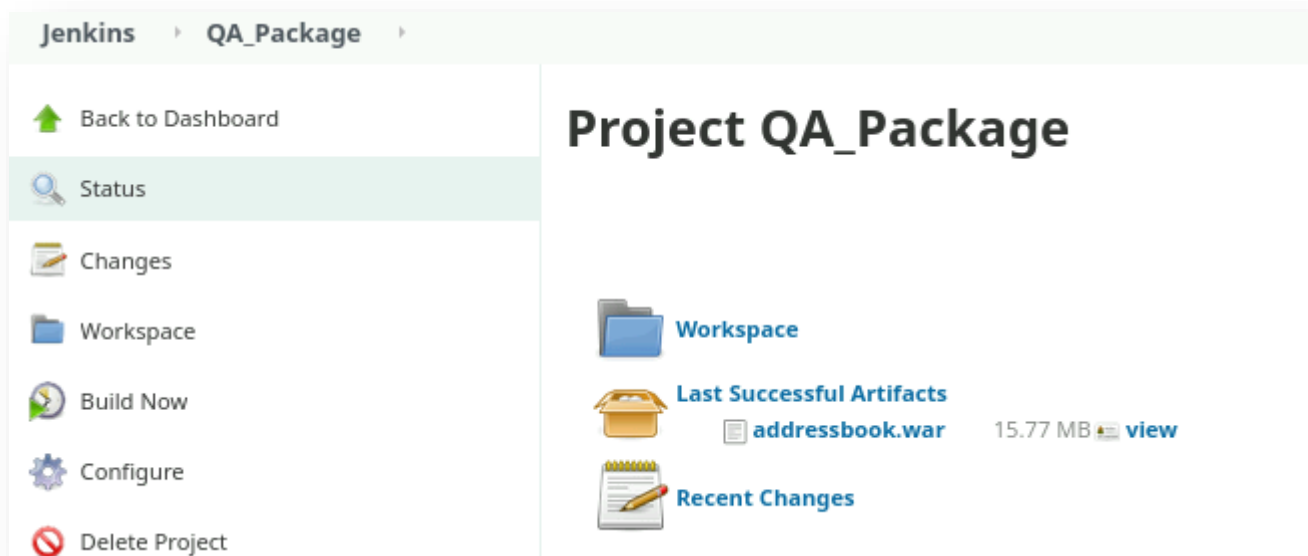 Jenkins QA_Package
Back to Dashboard
Status
Changes
Workspace
Build Now
Configure
Delete Project
Project QA_Package
Workspace
Last Successful Artifacts
addressbook.war 15.77 MB view
Recent Changes